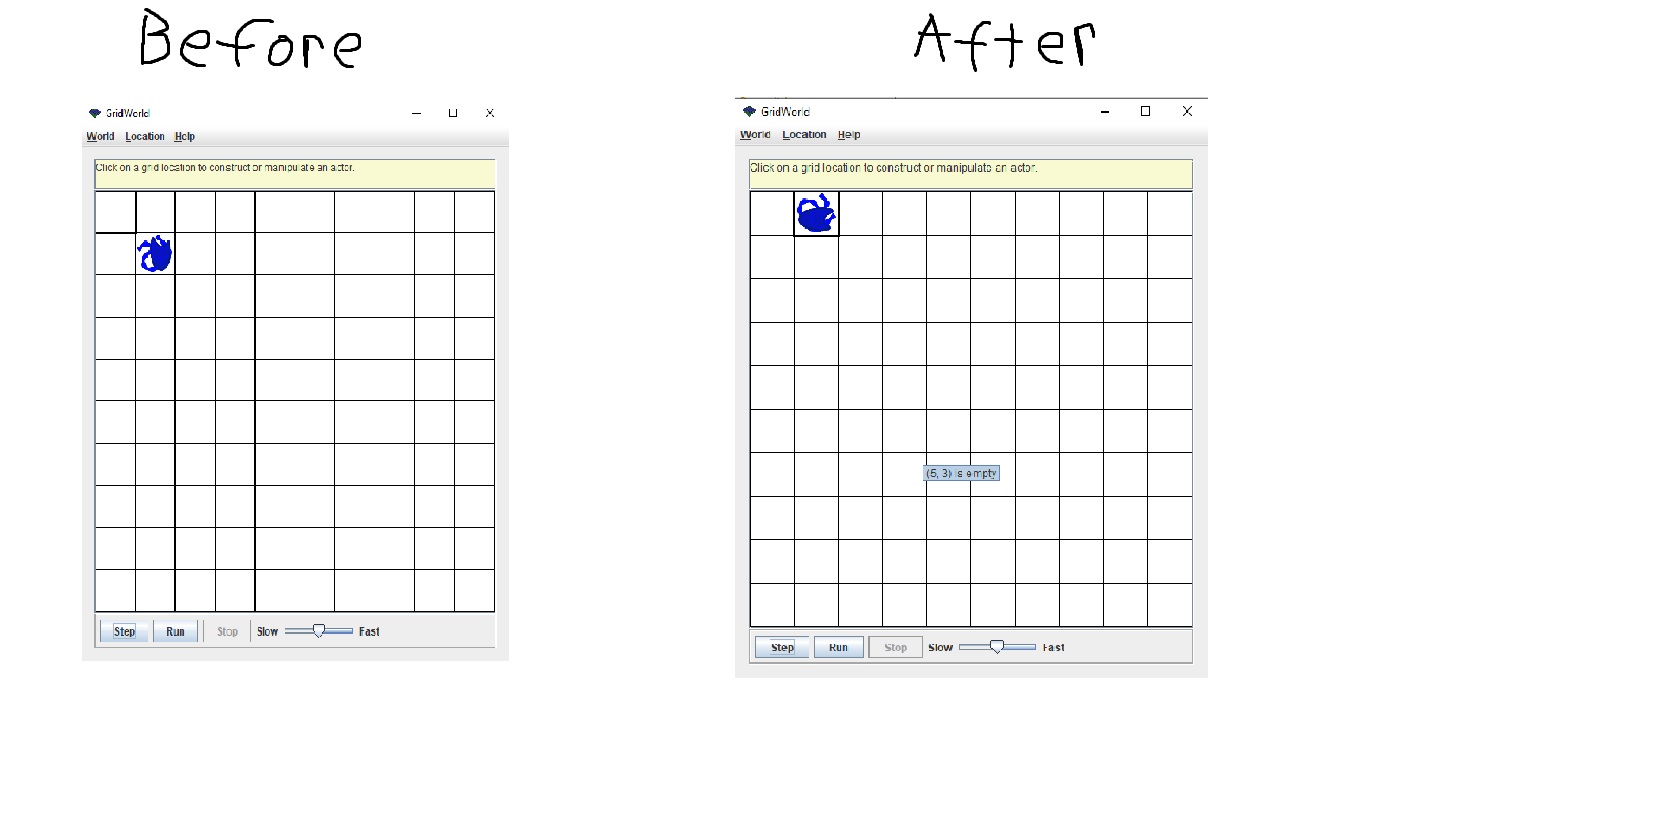 Before
After
GridWorld
World Location Help
Click on a grid location to construct or manipulate an actor.
Step Run Stop Slow Fast
GridWorld
World Location Help
Click on a grid location to construct or manipulate an actor.
(5, 3) is empty
Step Run Stop Slow Fast